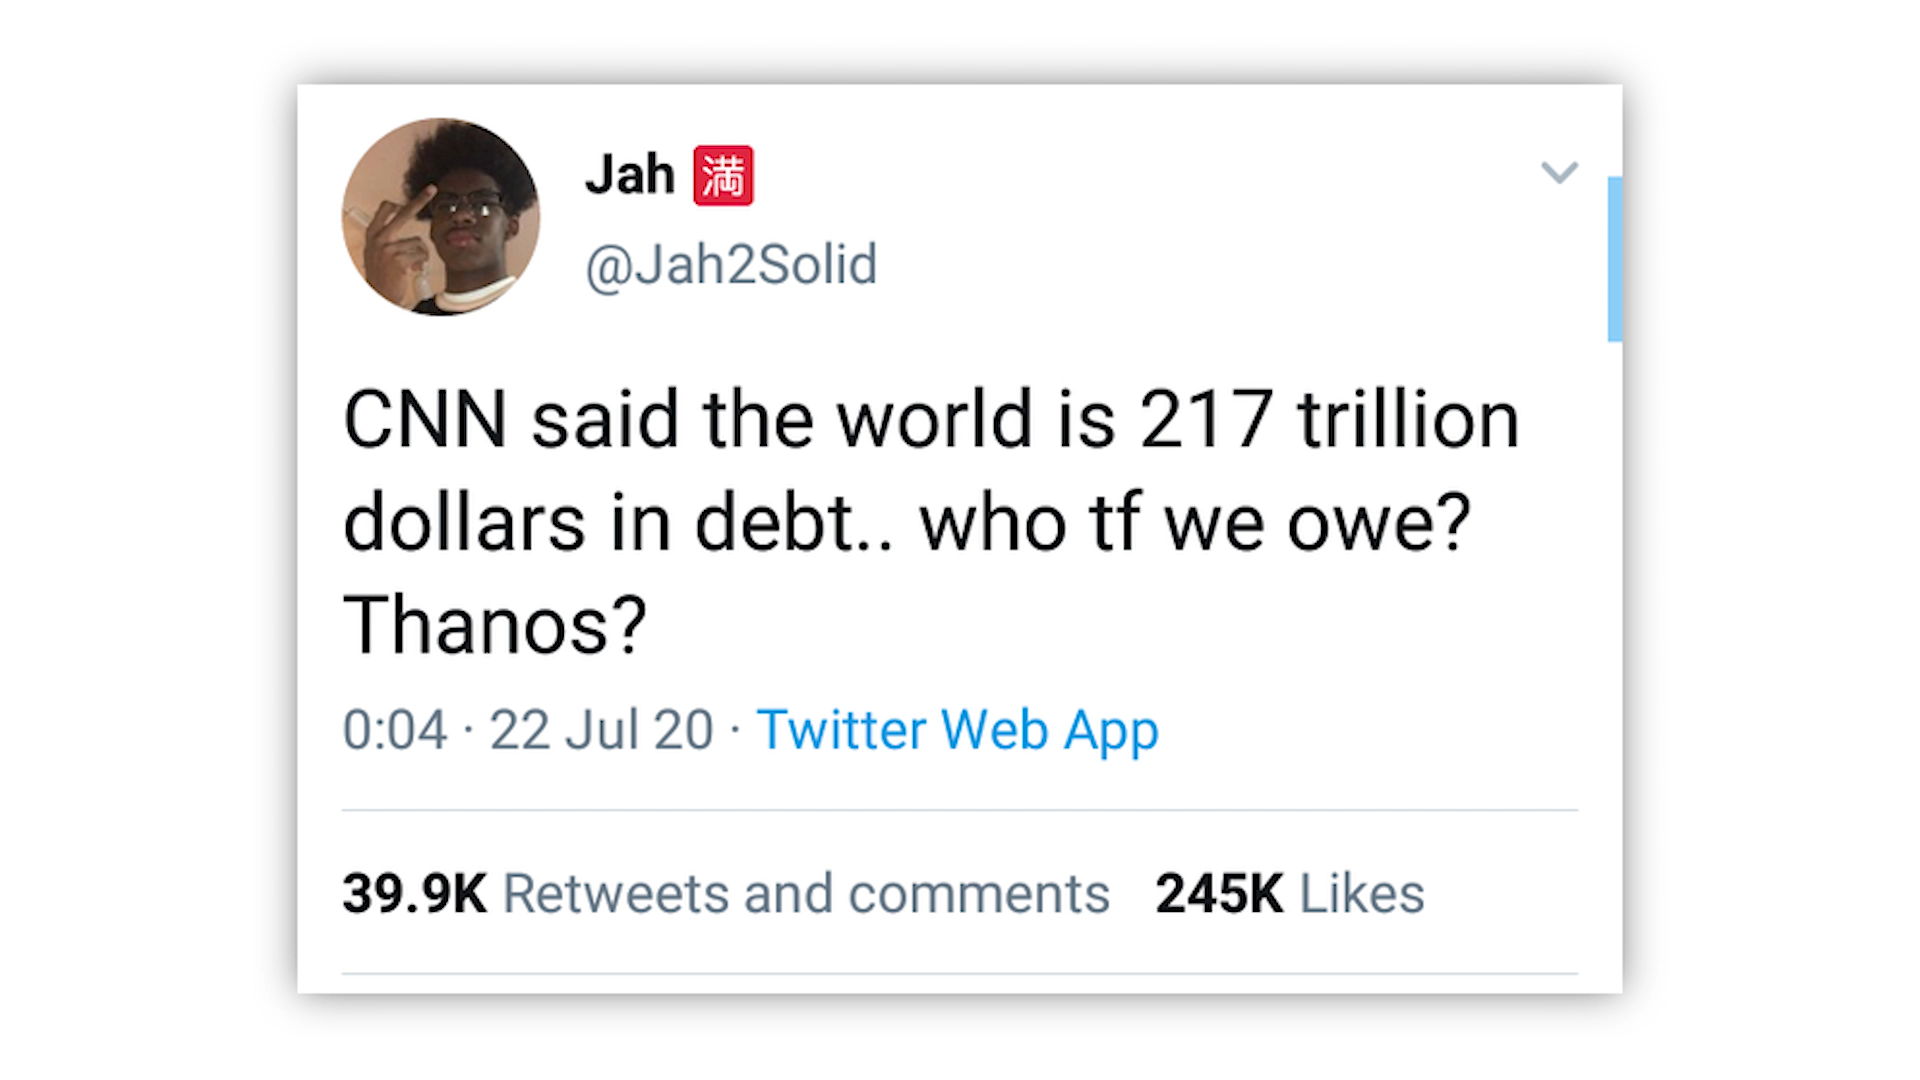 Jah 🈵
@Jah2Solid
CNN said the world is 217 trillion
dollars in debt.. who tf we owe?
Thanos?
0:04 · 22 Jul 20 · Twitter Web App
39.9K Retweets and comments 245K Likes